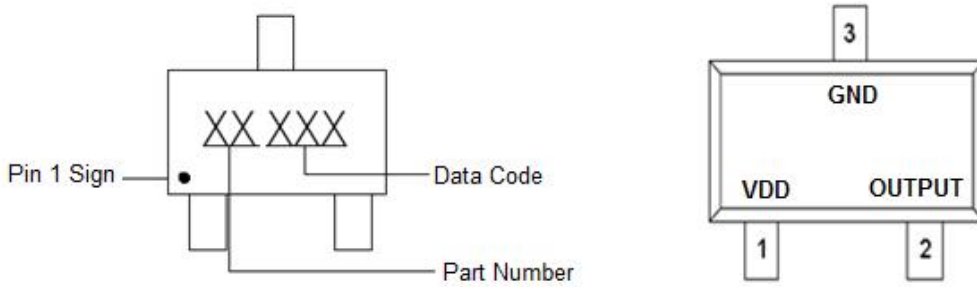 XX XXX
Pin 1 Sign
Data Code
Part Number
3
GND
VDD OUTPUT
1 2